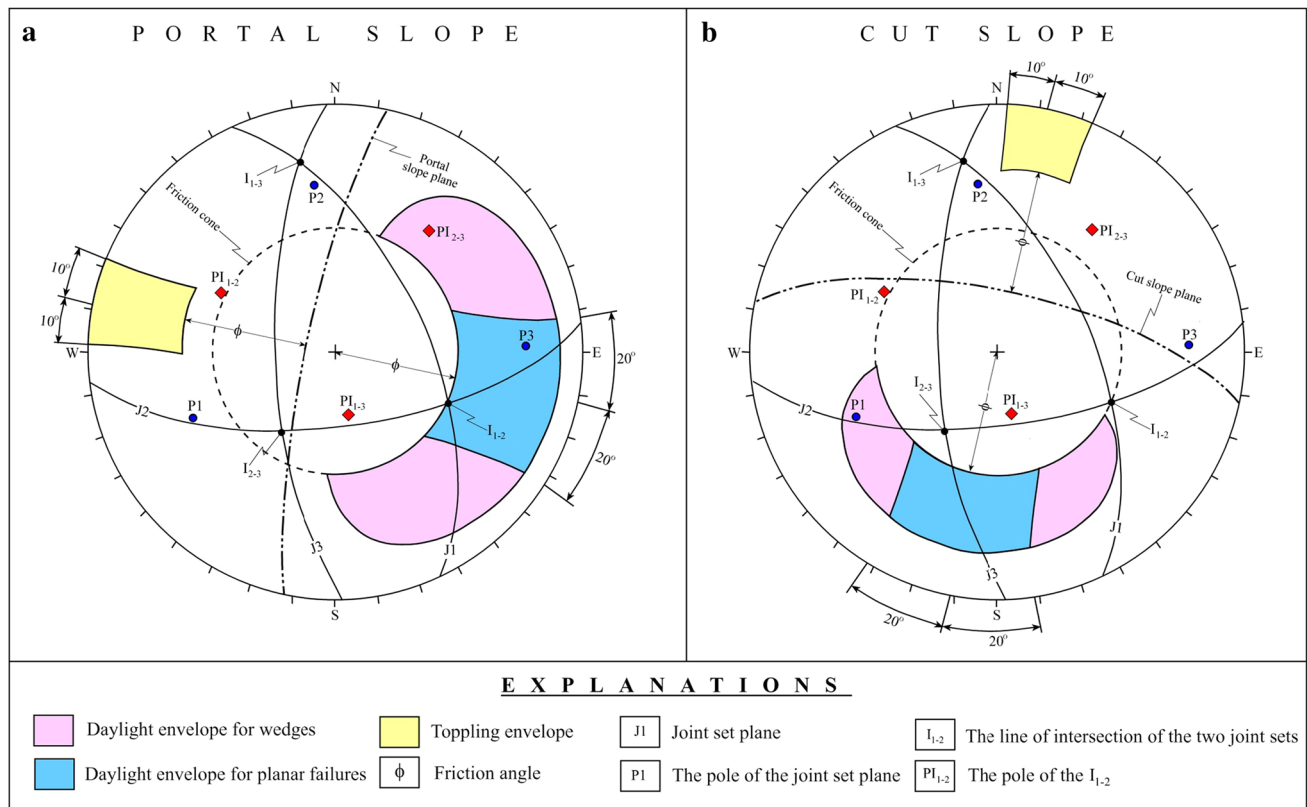 a
PORTAL SLOPE
N
I1-3
P2
Portal
slope plane
Friction
cone
PI2-3
PI1-2
10°
10°
ϕ
ϕ
W
P3
E
20°
J2
P1
PI1-3
I1-2
I2-3
20°
J3
J1
S
b
CUT SLOPE
10°
10°
N
I1-3
P2
Friction
cone
PI2-3
ϕ
PI1-2
Cut slope plane
P3
W
E
I2-3
ϕ
PI1-3
J2
P1
I1-2
J1
J3
S
20°
20°
EXPLANATIONS
Daylight envelope for wedges
Toppling envelope
J1 Joint set plane
I1-2 The line of intersection of the two joint sets
Daylight envelope for planar failures
ϕ Friction angle
P1 The pole of the joint set plane
PI1-2 The pole of the I1-2